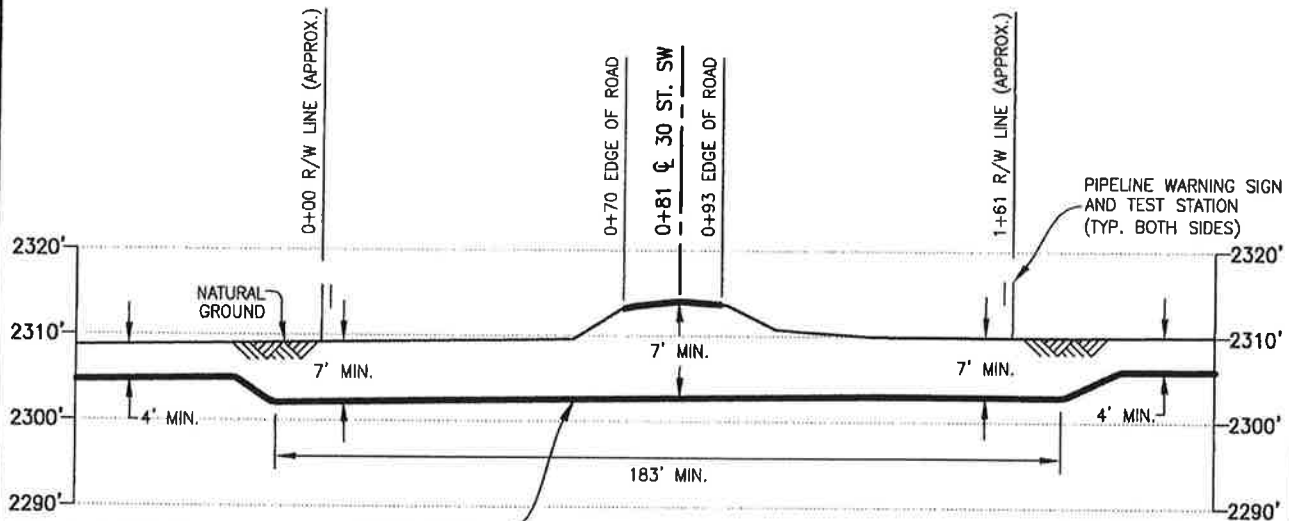 0+00 R/W LINE (APPROX.)
0+70 EDGE OF ROAD
0+81 ℄ 30 ST. SW
0+93 EDGE OF ROAD
1+61 R/W LINE (APPROX.)
PIPELINE WARNING SIGN
AND TEST STATION
(TYP. BOTH SIDES)
2320'
2320'
NATURAL
GROUND
2310'
2310'
7' MIN.
7' MIN.
7' MIN.
4' MIN.
4' MIN.
2300'
2300'
183' MIN.
2290'
2290'